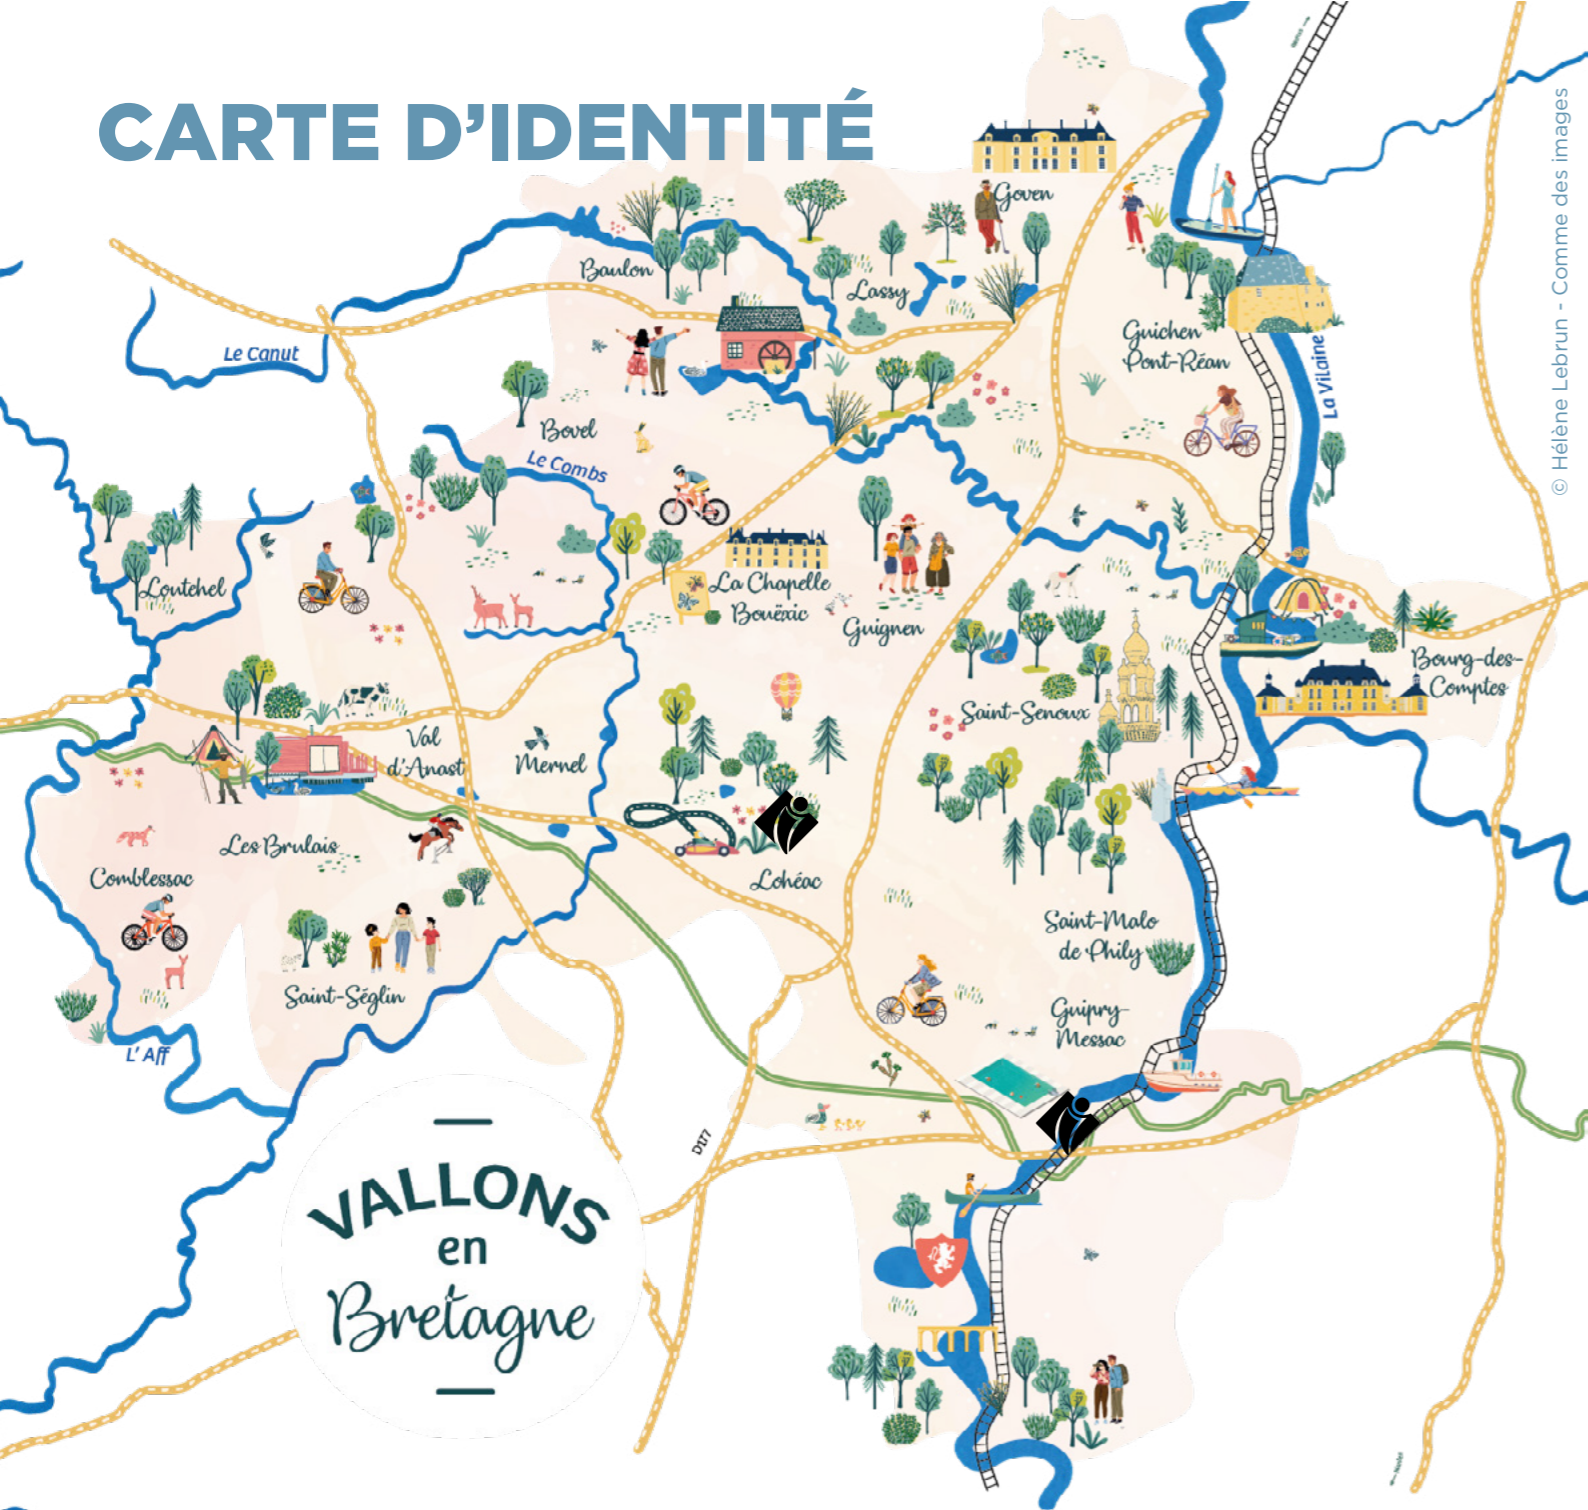 CARTE D’IDENTITÉ
© Hélène Lebrun - Comme des images
Goven
Baulon
Lassy
Le Canut
Guichen
Pont-Réan
La Vilaine
Bovel
Le Combs
Loutehel
La Chapelle
Bouëxic
Guignen
Bourg-des-
Comptes
Saint-Senoux
Val
d’Anast
Mernel
Les Brulais
Comblessac
Lohéac
Saint-Malo
de Phily
Saint-Séglin
Guipry-
Messac
L’ Aff
D177
VALLONS
en
Bretagne